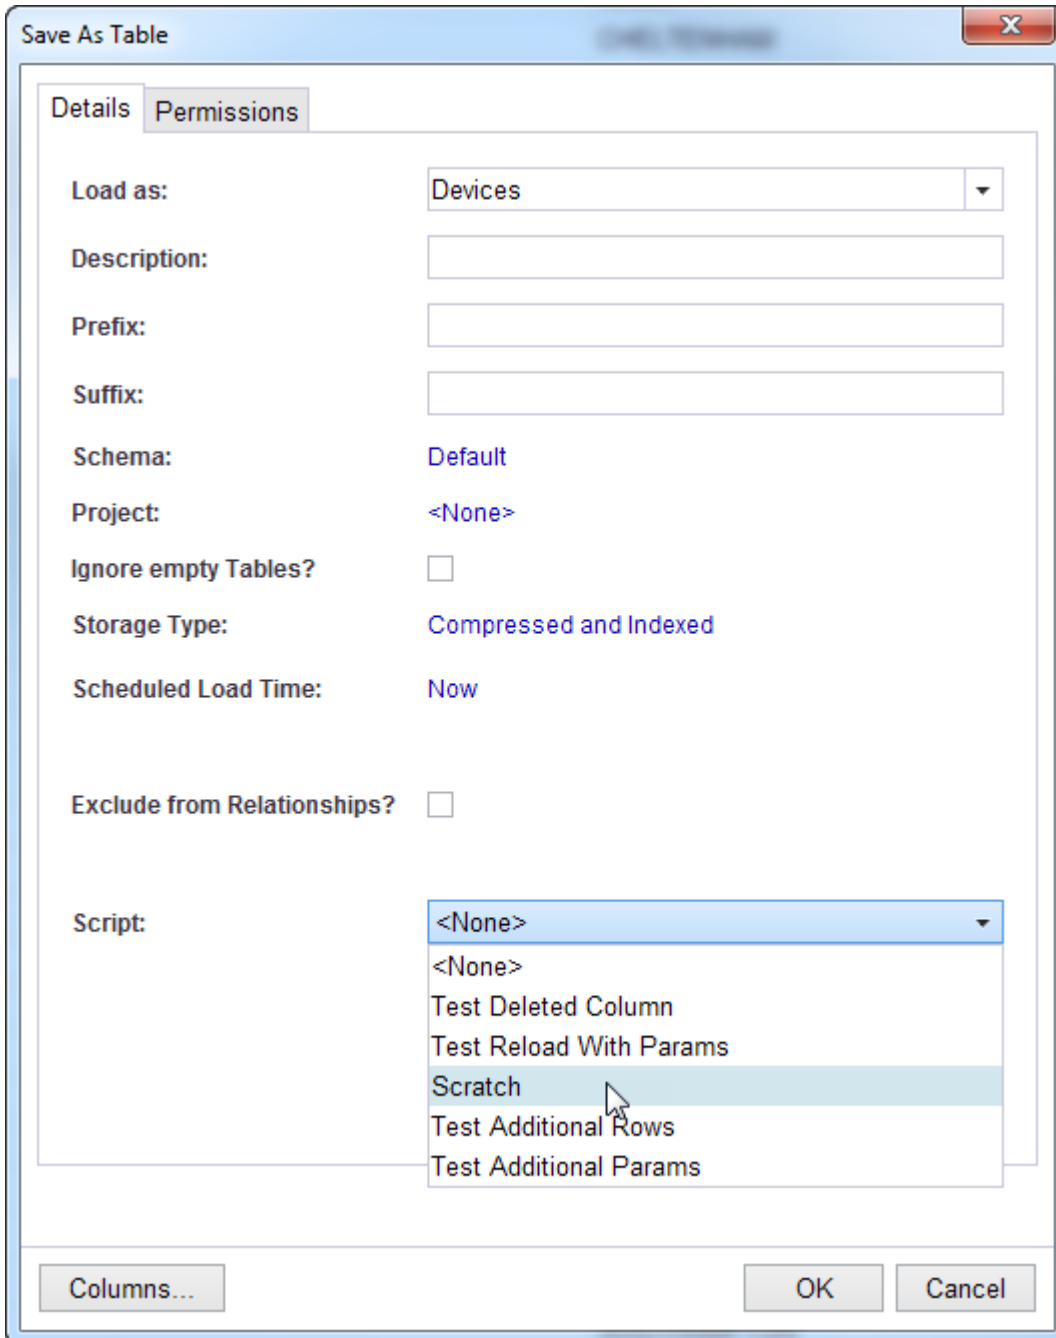 Save As Table
Details Permissions
Load as: Devices
Description:
Prefix:
Suffix:
Schema: Default
Project: <None>
Ignore empty Tables?
Storage Type: Compressed and Indexed
Scheduled Load Time: Now
Exclude from Relationships?
Script: <None>
<None>
Test Deleted Column
Test Reload With Params
Scratch
Test Additional Rows
Test Additional Params
Columns... OK Cancel